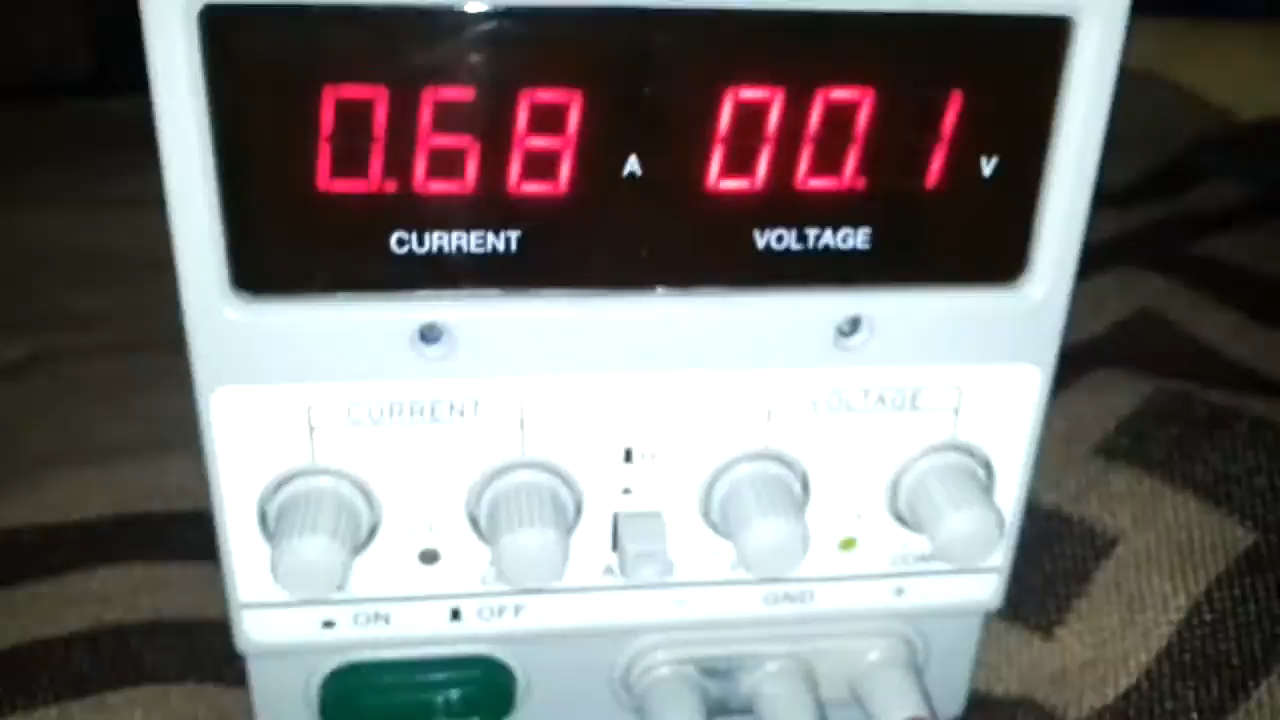 0.68 A 00.1 V
CURRENT VOLTAGE
CURRENT VOLTAGE
ON OFF GND +